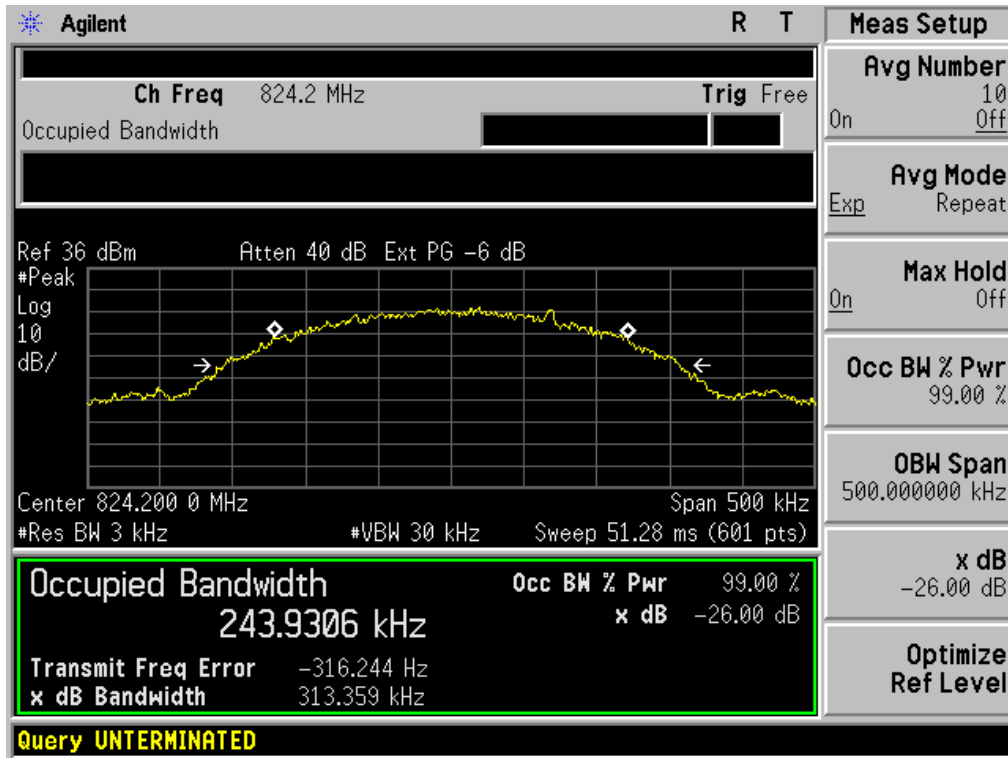 Agilent R T
Ch Freq 824.2 MHz Trig Free
Occupied Bandwidth
Ref 36 dBm Atten 40 dB Ext PG -6 dB
#Peak
Log
10
dB/
Center 824.200 0 MHz Span 500 kHz
#Res BW 3 kHz #VBW 30 kHz Sweep 51.28 ms (601 pts)
Occupied Bandwidth
243.9306 kHz
Occ BW % Pwr 99.00 %
x dB -26.00 dB
Transmit Freq Error -316.244 Hz
x dB Bandwidth 313.359 kHz
Query UNTERMINATED
Meas Setup
Avg Number
10
On Off
Avg Mode
Exp Repeat
Max Hold
On Off
Occ BW % Pwr
99.00 %
OBW Span
500.000000 kHz
x dB
-26.00 dB
Optimize
Ref Level